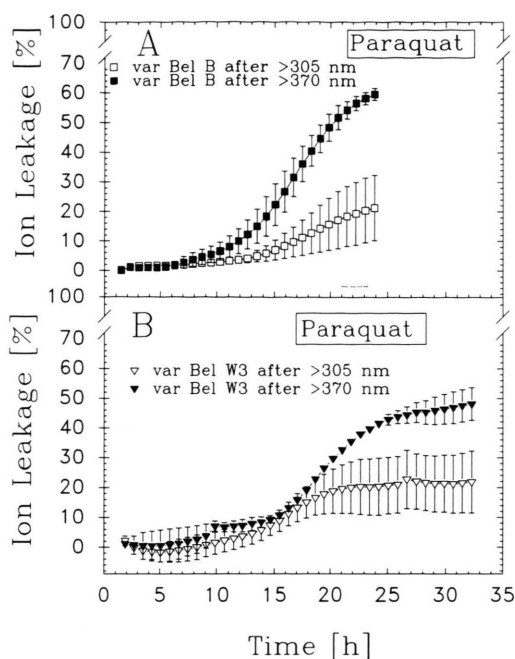 100
A
Paraquat
Ion Leakage [%]
70
var Bel B after >305 nm
60
var Bel B after >370 nm
50
40
30
20
10
0
100
B
Paraquat
Ion Leakage [%]
70
60
var Bel W3 after >305 nm
50
var Bel W3 after >370 nm
40
30
20
10
0
0 5 10 15 20 25 30 35
Time [h]